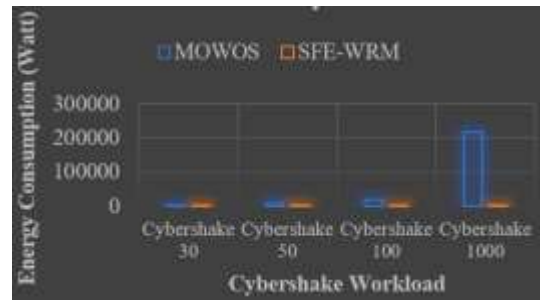 MOWOS SFE-WRM
Energy Consumption (Watt)
300000
200000
100000
0
Cybershake Cybershake Cybershake Cybershake
30 50 100 1000
Cybershake Workload